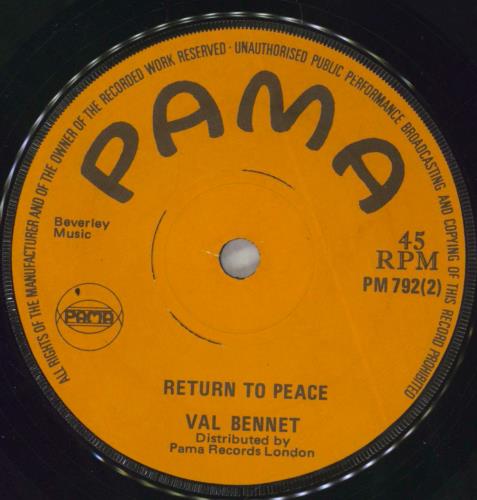 ALL RIGHTS OF THE MANUFACTURER AND OF THE OWNER OF THE RECORDED WORK RESERVED · UNAUTHORISED PUBLIC PERFORMANCE BROADCASTING AND COPYING OF THIS RECORD PROHIBITED
PAMA
Beverley
Music
45
RPM
PM 792(2)
PAMA
RETURN TO PEACE
VAL BENNET
Distributed by
Pama Records London